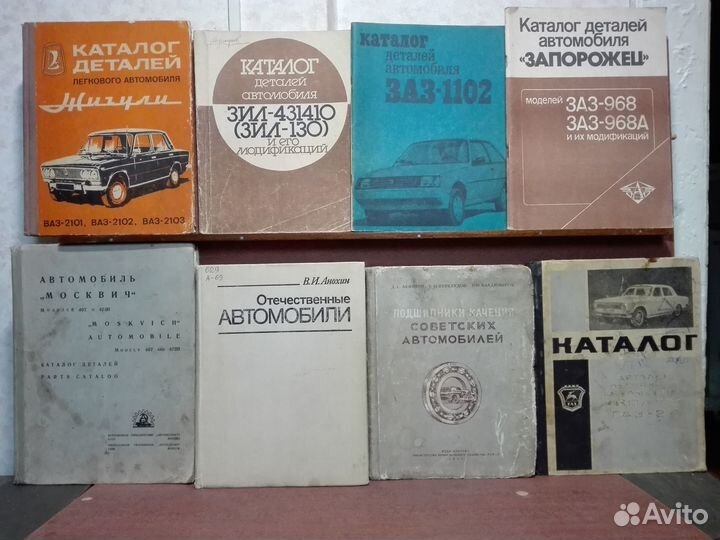 КАТАЛОГ
ДЕТАЛЕЙ
ЛЕГКОВОГО АВТОМОБИЛЯ
Жигули
ВАЗ-2101, ВАЗ-2102, ВАЗ-2103
КАТАЛОГ
деталей
автомобиля
ЗИЛ-431410
(ЗИЛ-130)
и его
модификаций
каталог
деталей
автомобиля
ЗАЗ-1102
Каталог деталей
автомобиля
«ЗАПОРОЖЕЦ»
моделей ЗАЗ-968
ЗАЗ-968А
и их модификаций
АВТОМОБИЛЬ
„МОСКВИЧ"
"MOSKVICH"
AUTOMOBILE
КАТАЛОГ ДЕТАЛЕЙ
PARTS CATALOG
В.И. Анохин
Отечественные
АВТОМОБИЛИ
ПОДШИПНИКИ КАЧЕНИЯ
СОВЕТСКИХ
АВТОМОБИЛЕЙ
КАТАЛОГ
ГАЗ
Avito